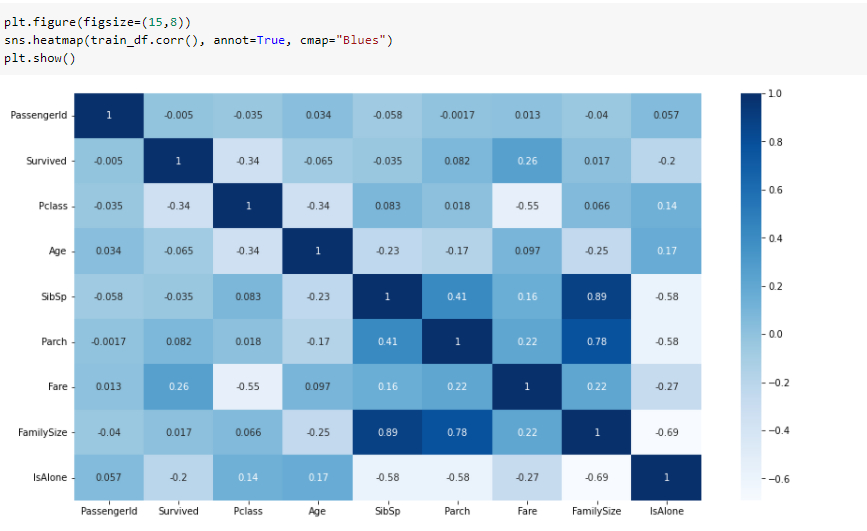 plt.figure(figsize=(15,8))
sns.heatmap(train_df.corr(), annot=True, cmap="Blues")
plt.show()
PassengerId 1 -0.005 -0.035 0.034 -0.058 -0.0017 0.013 -0.04 0.057
Survived -0.005 1 -0.34 -0.065 -0.035 0.082 0.26 0.017 -0.2
Pclass -0.035 -0.34 1 -0.34 0.083 0.018 -0.55 0.066 0.14
Age 0.034 -0.065 -0.34 1 -0.23 -0.17 0.097 -0.25 0.17
SibSp -0.058 -0.035 0.083 -0.23 1 0.41 0.16 0.89 -0.58
Parch -0.0017 0.082 0.018 -0.17 0.41 1 0.22 0.78 -0.58
Fare 0.013 0.26 -0.55 0.097 0.16 0.22 1 0.22 -0.27
FamilySize -0.04 0.017 0.066 -0.25 0.89 0.78 0.22 1 -0.69
IsAlone 0.057 -0.2 0.14 0.17 -0.58 -0.58 -0.27 -0.69 1
PassengerId Survived Pclass Age SibSp Parch Fare FamilySize IsAlone
1.0
0.8
0.6
0.4
0.2
0.0
-0.2
-0.4
-0.6